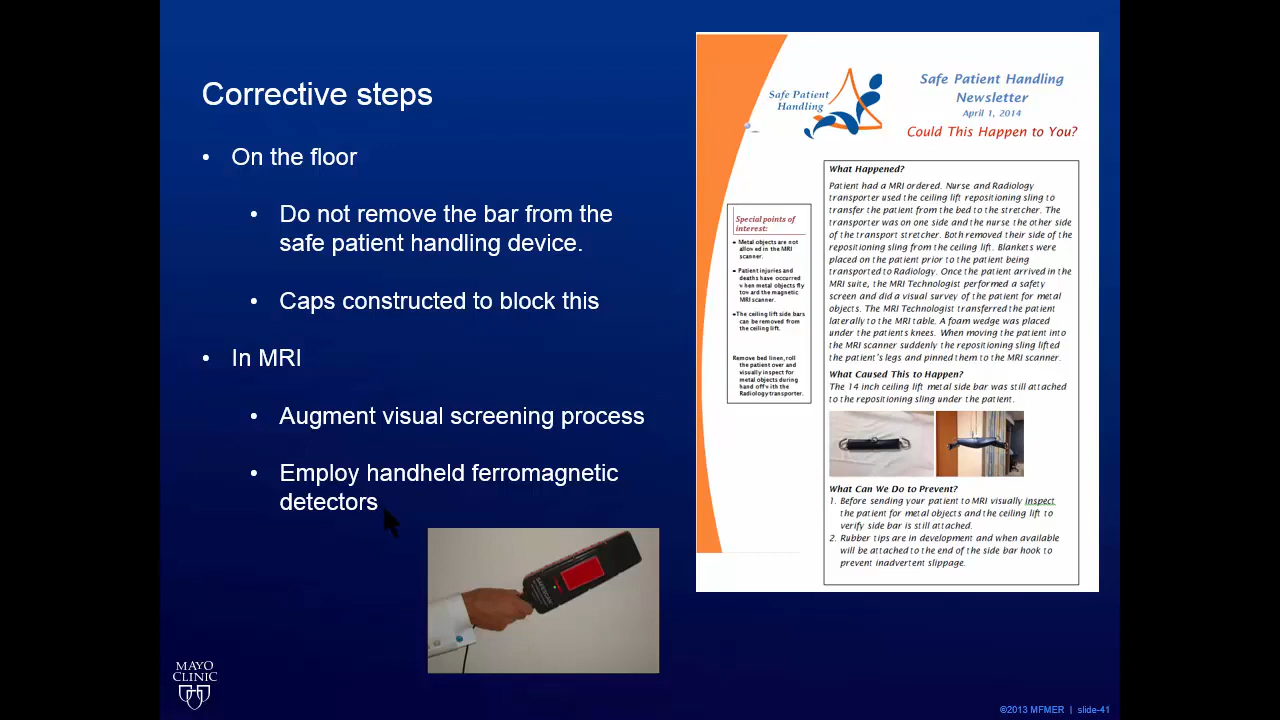 Corrective steps
• On the floor
• Do not remove the bar from the
safe patient handling device.
• Caps constructed to block this
• In MRI
• Augment visual screening process
• Employ handheld ferromagnetic
detectors
MAYO
CLINIC
©2013 MFMER | slide-41
Safe Patient
Handling
Safe Patient Handling
Newsletter
April 1, 2014
Could This Happen to You?
Special points of
interest:
Metal objects are not
allowed in the MRI
scanner.
Patient injuries and
deaths have occurred
when metal objects fly
toward the magnetic
MRI scanner.
The ceiling lift side bars
can be removed from
the ceiling lift.
Remove bed linen, roll
the patient over and
visually inspect for
metal objects during
hand off with the
Radiology transporter.
What Happened?
Patient had a MRI ordered. Nurse and Radiology
transporter used the ceiling lift repositioning sling to
transfer the patient from the bed to the stretcher. The
transporter was on one side and the nurse the other side
of the transport stretcher. Both removed their side of the
repositioning sling from the ceiling lift. Blankets were
placed on the patient prior to the patient being
transported to Radiology. Once the patient arrived in the
MRI suite, the MRI Technologist performed a safety
screen and did a visual survey of the patient for metal
objects. The MRI Technologist transferred the patient
laterally to the MRI table. A foam wedge was placed
under the patients knees. When moving the patient into
the MRI scanner suddenly the repositioning sling lifted
the patient's legs and pinned them to the MRI scanner.
What Caused This to Happen?
The 14 inch ceiling lift metal side bar was still attached
to the repositioning sling under the patient.
What Can We Do to Prevent?
1. Before sending your patient to MRI visually inspect
the patient for metal objects and the ceiling lift to
verify side bar is still attached.
2. Rubber tips are in development and when available
will be attached to the end of the side bar hook to
prevent inadvertent slippage.